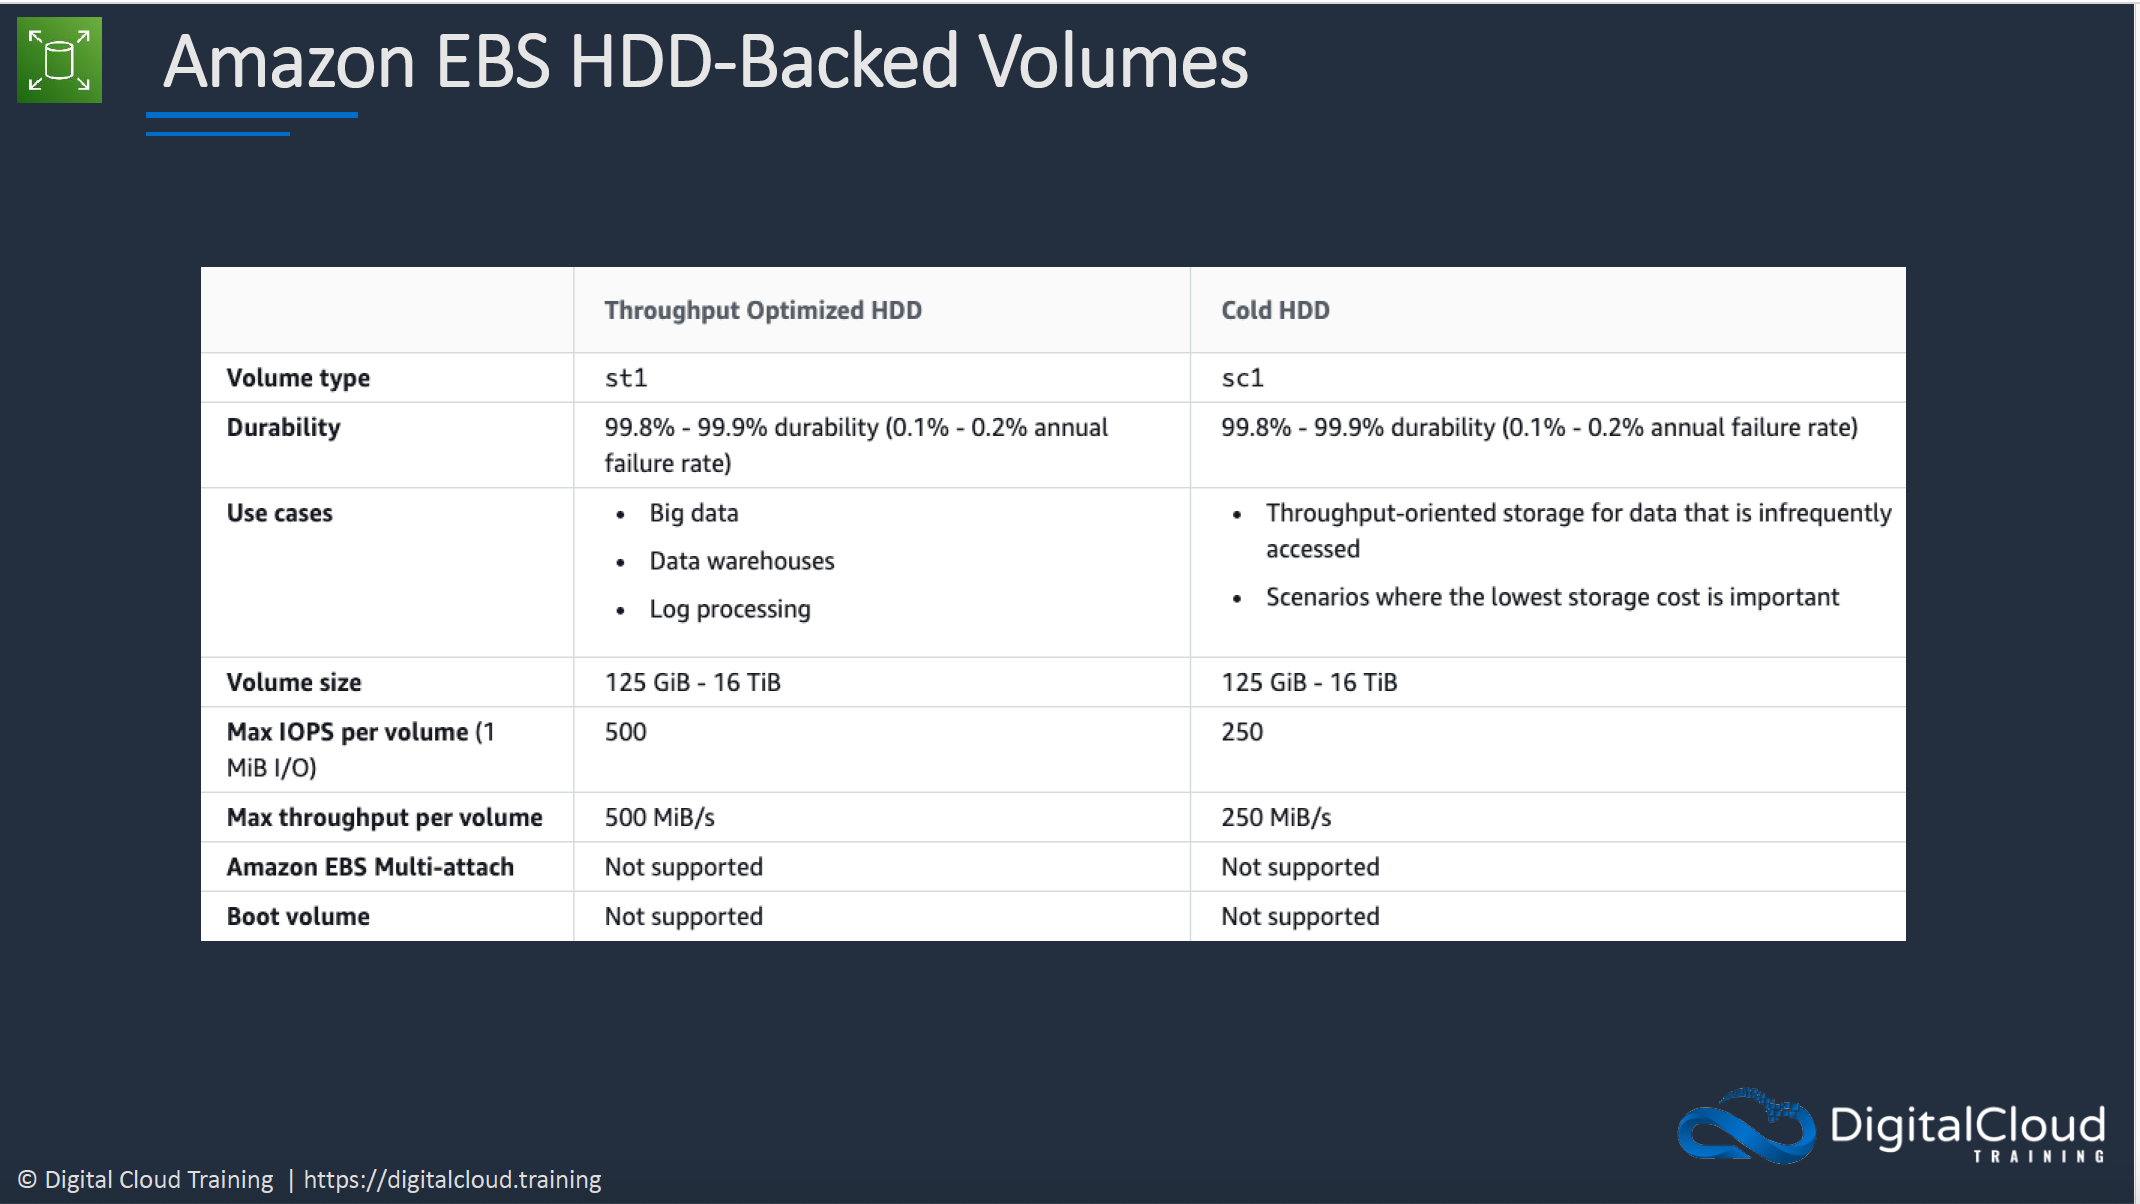 Amazon EBS HDD-Backed Volumes
Throughput Optimized HDD
Cold HDD
Volume type
st1
sc1
Durability
99.8% - 99.9% durability (0.1% - 0.2% annual
failure rate)
99.8% - 99.9% durability (0.1% - 0.2% annual failure rate)
Use cases
• Big data
• Data warehouses
• Log processing
• Throughput-oriented storage for data that is infrequently
accessed
• Scenarios where the lowest storage cost is important
Volume size
125 GiB - 16 TiB
125 GiB - 16 TiB
Max IOPS per volume (1
MiB I/O)
500
250
Max throughput per volume
500 MiB/s
250 MiB/s
Amazon EBS Multi-attach
Not supported
Not supported
Boot volume
Not supported
Not supported
DigitalCloud
TRAINING
© Digital Cloud Training | https://digitalcloud.training